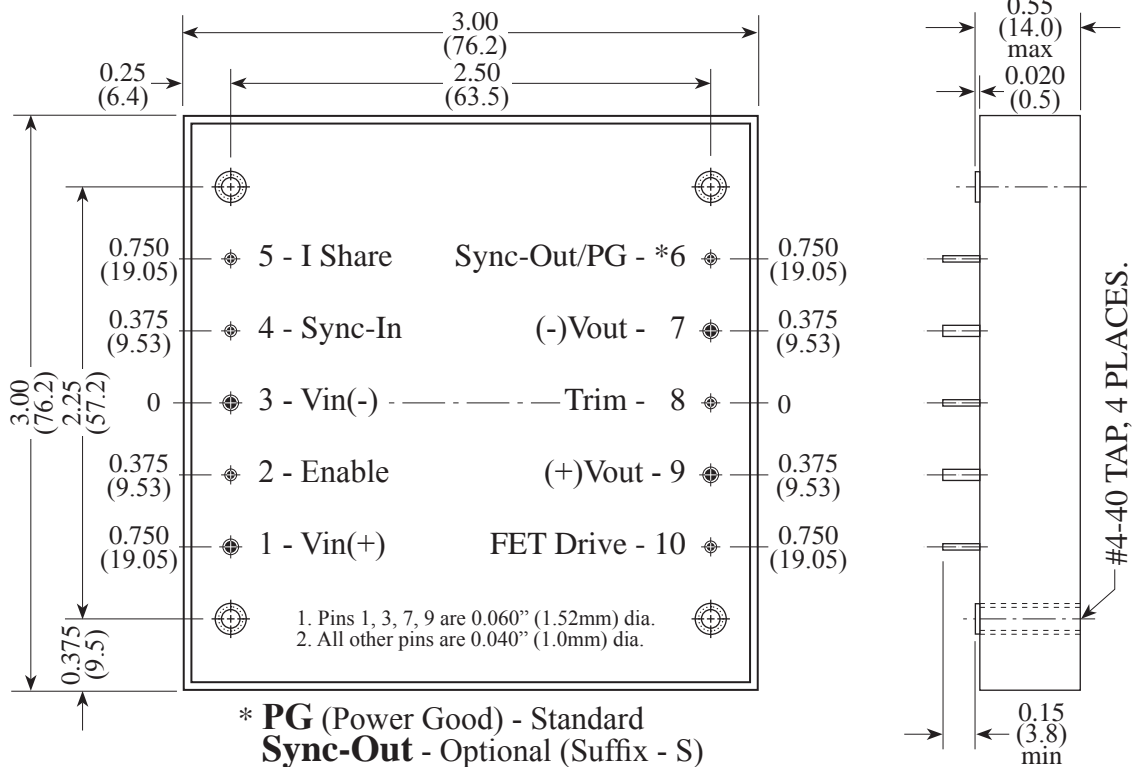 3.00
(76.2)
0.55
(14.0)
max
0.25
(6.4)
2.50
(63.5)
0.020
(0.5)
0.750
(19.05)
5 - I Share
Sync-Out/PG - *6
0.750
(19.05)
0.375
(9.53)
4 - Sync-In
(-)Vout - 7
0.375
(9.53)
3.00
(76.2)
2.25
(57.2)
0
3 - Vin(-)
Trim - 8
0
0.375
(9.53)
2 - Enable
(+)Vout - 9
0.375
(9.53)
0.750
(19.05)
1 - Vin(+)
FET Drive - 10
0.750
(19.05)
#4-40 TAP, 4 PLACES.
0.375
(9.5)
1. Pins 1, 3, 7, 9 are 0.060” (1.52mm) dia.
2. All other pins are 0.040” (1.0mm) dia.
* PG (Power Good) - Standard
Sync-Out - Optional (Suffix - S)
0.15
(3.8)
min